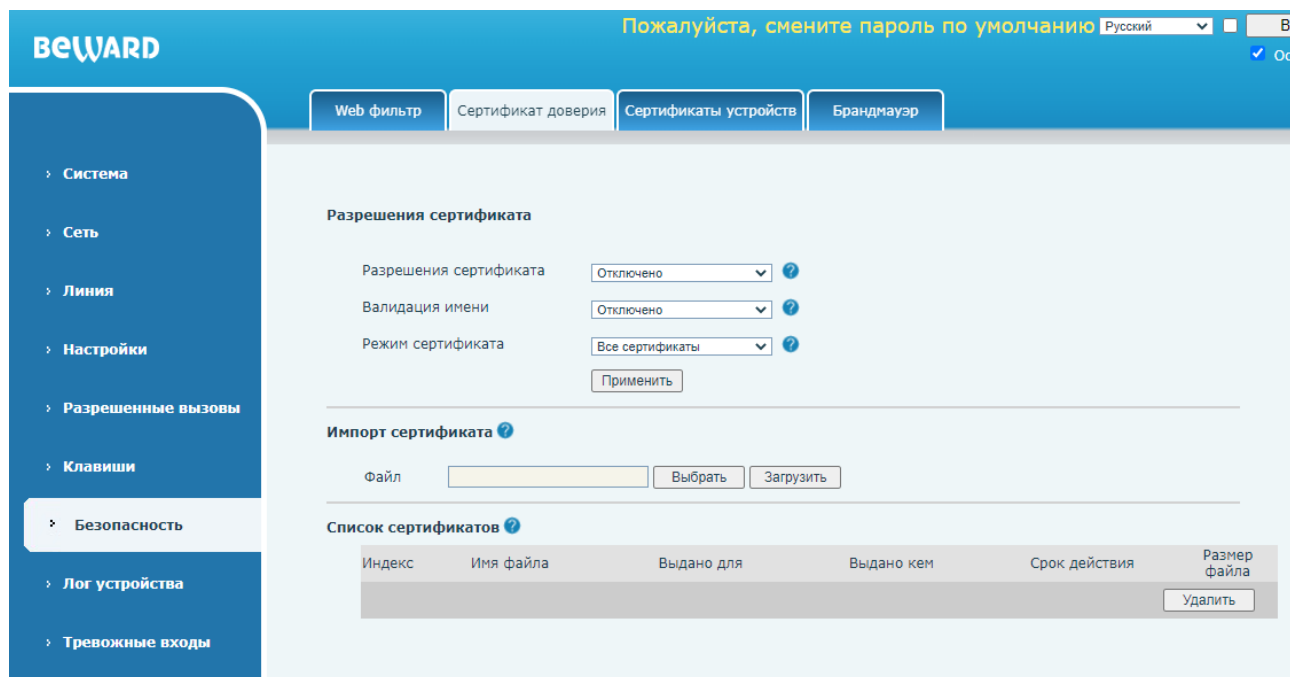 Пожалуйста, смените пароль по умолчанию Русский
BEWARD
Web фильтр Сертификат доверия Сертификаты устройств Брандмауэр
Система
Сеть
Линия
Настройки
Разрешенные вызовы
Клавиши
Безопасность
Лог устройства
Тревожные входы
Разрешения сертификата
Разрешения сертификата Отключено
Валидация имени Отключено
Режим сертификата Все сертификаты
Применить
Импорт сертификата
Файл Выбрать Загрузить
Список сертификатов
Индекс Имя файла Выдано для Выдано кем Срок действия Размер файла
Удалить